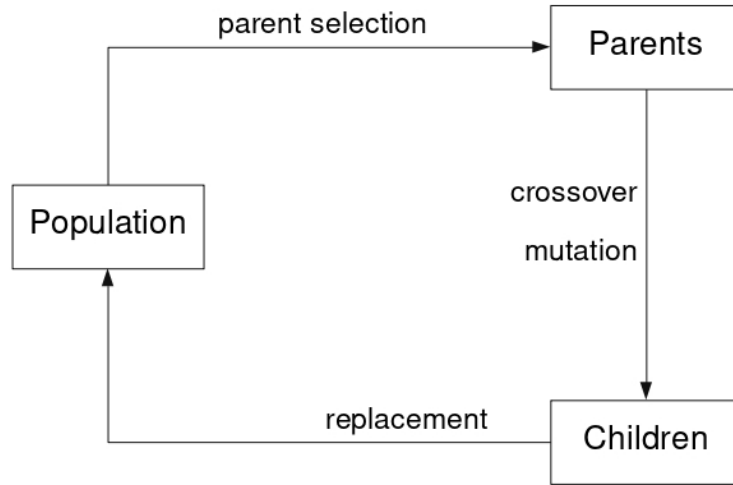 parent selection
Parents
Population
crossover
mutation
replacement
Children